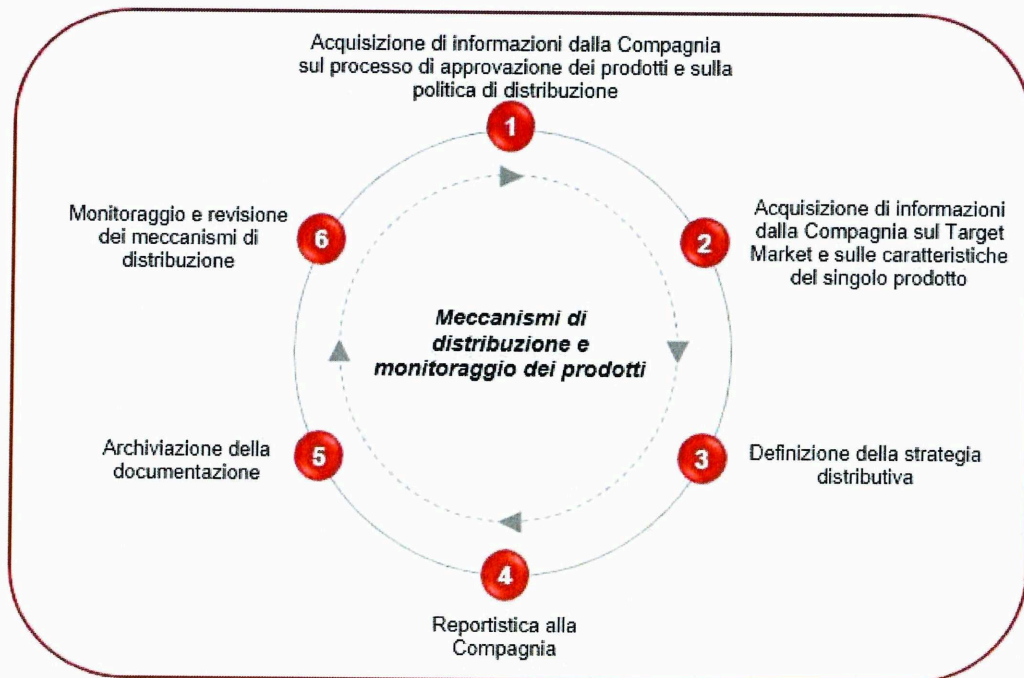 Acquisizione di informazioni dalla Compagnia
sul processo di approvazione dei prodotti e sulla
politica di distribuzione
1
Monitoraggio e revisione
dei meccanismi di
distribuzione
6
2
Acquisizione di informazioni
dalla Compagnia sul Target
Market e sulle caratteristiche
del singolo prodotto
Meccanismi di
distribuzione e
monitoraggio dei prodotti
Archiviazione della
documentazione
5
3
Definizione della strategia
distributiva
4
Reportistica alla
Compagnia